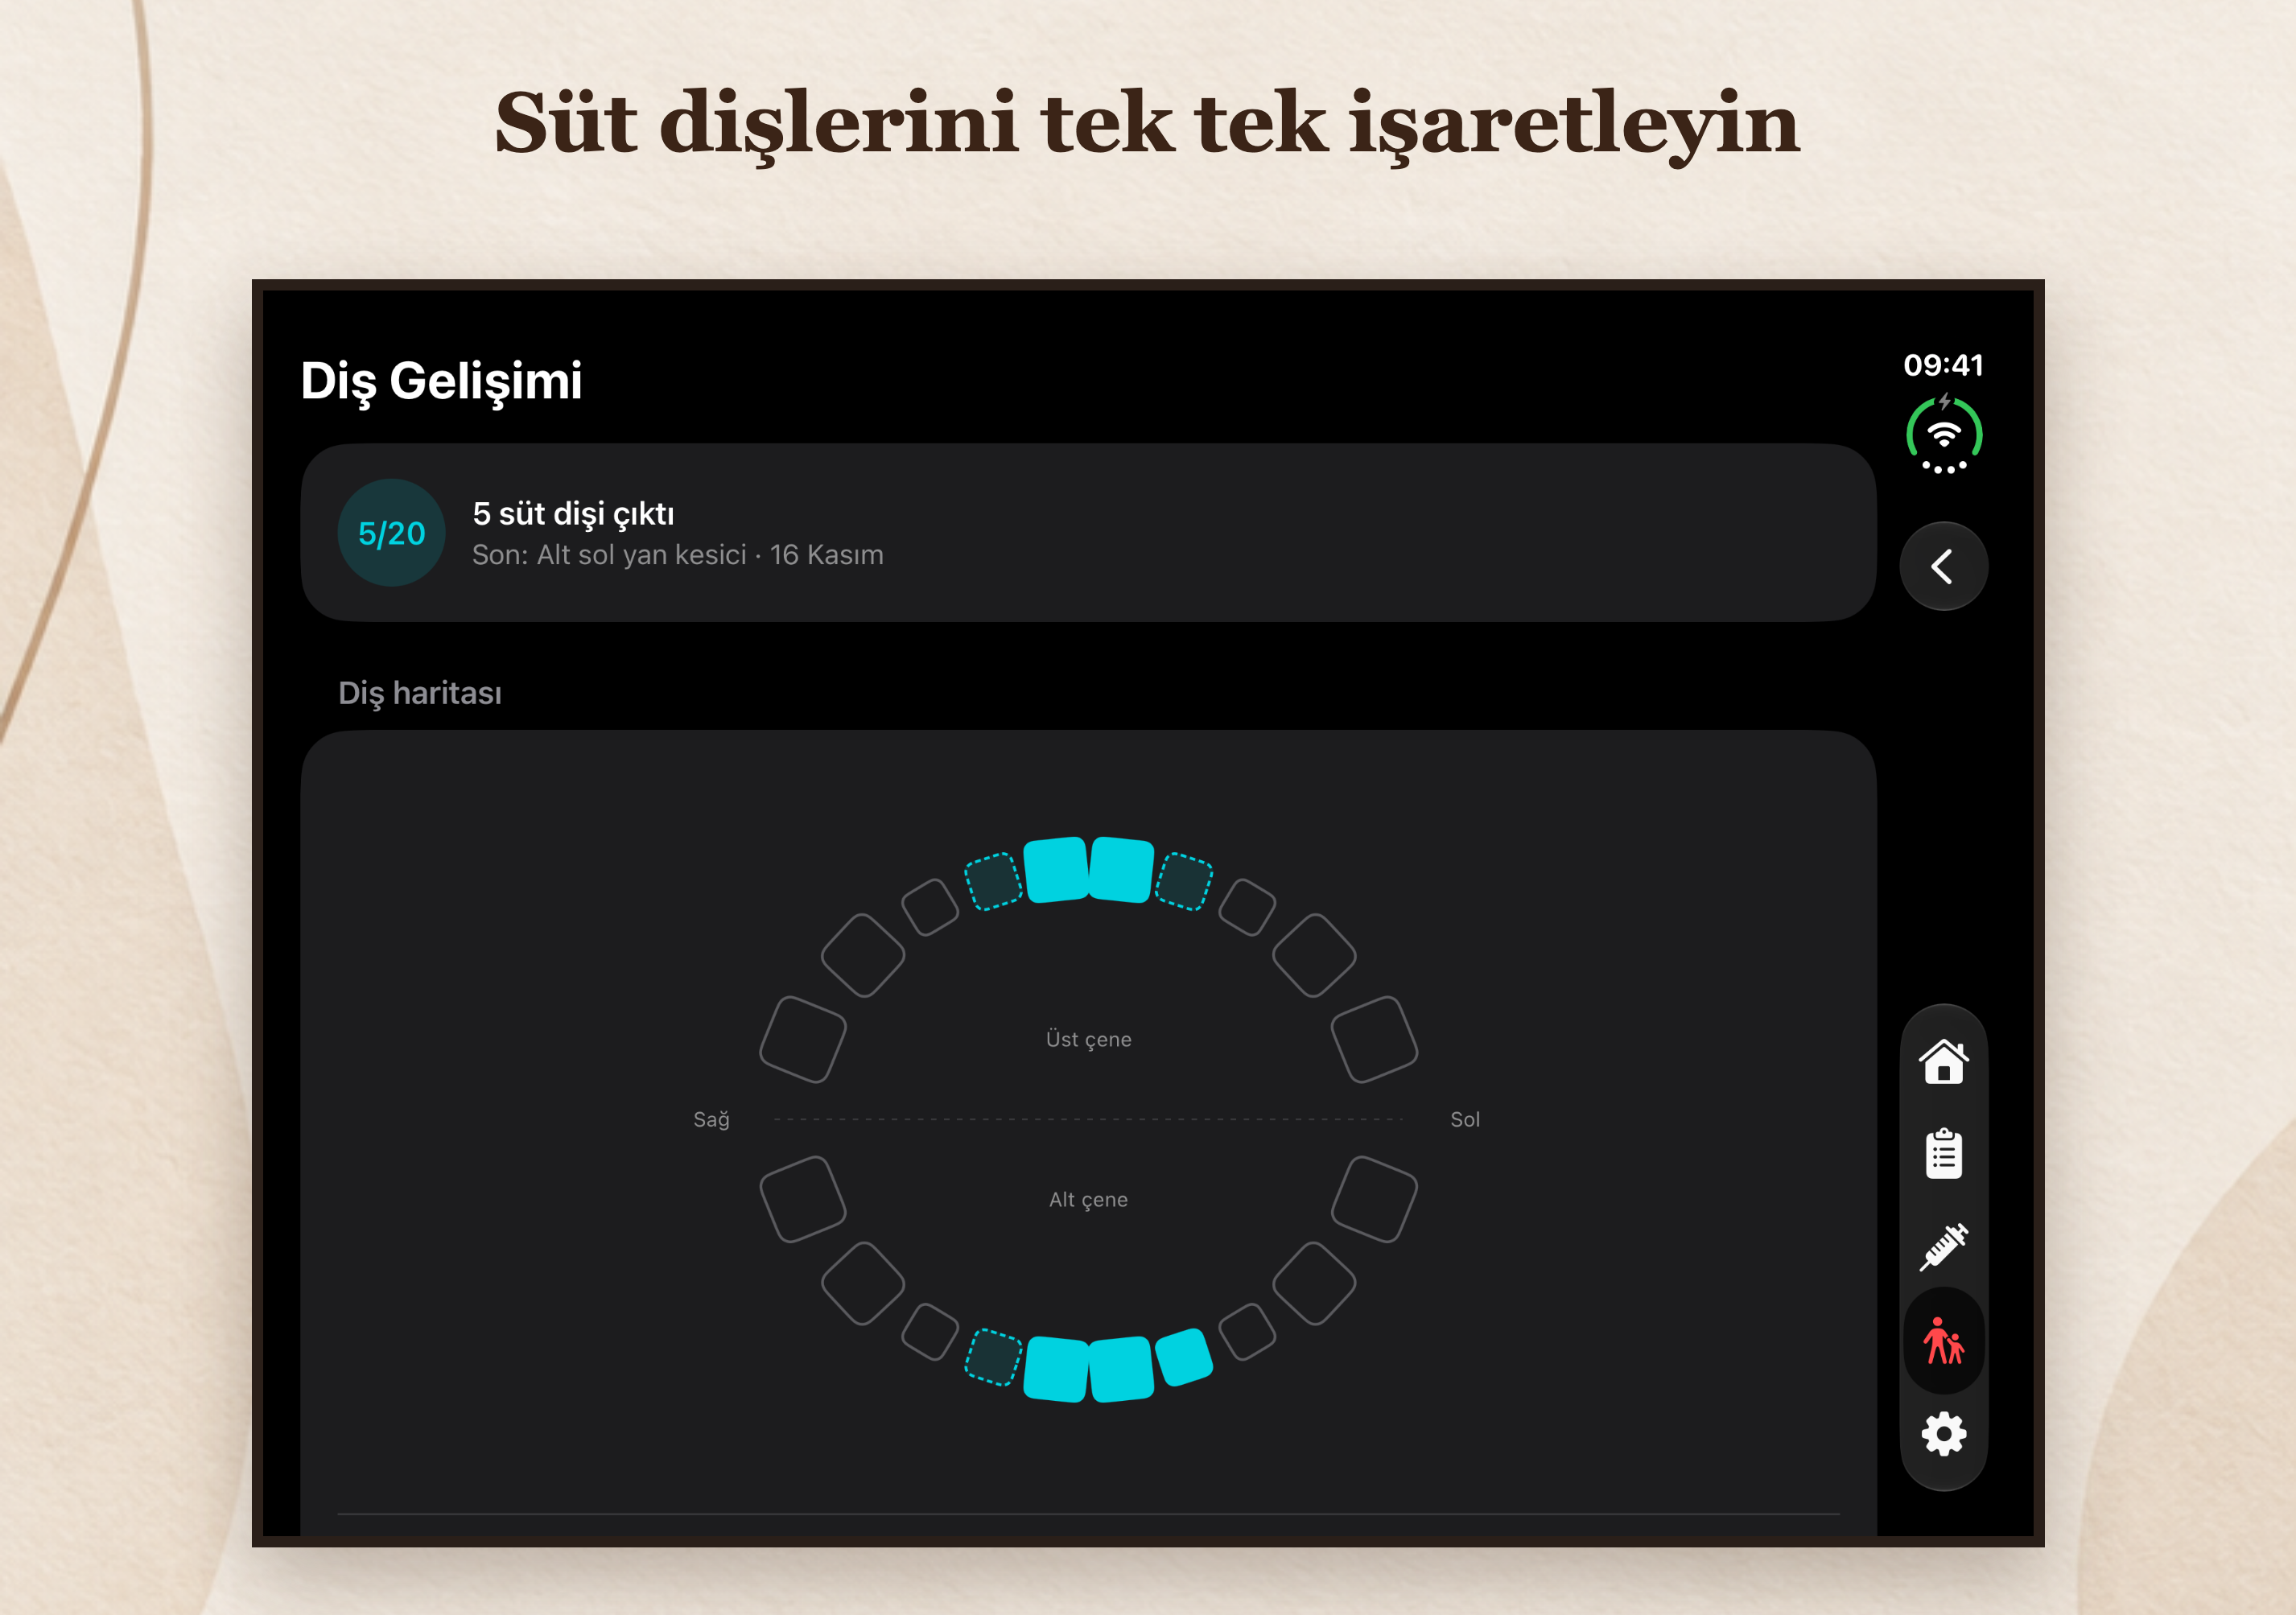 Süt dişlerini tek tek işaretleyin
Diş Gelişimi
09:41
5/20
5 süt dişi çıktı
Son: Alt sol yan kesici · 16 Kasım
Diş haritası
Üst çene
Sağ
Sol
Alt çene